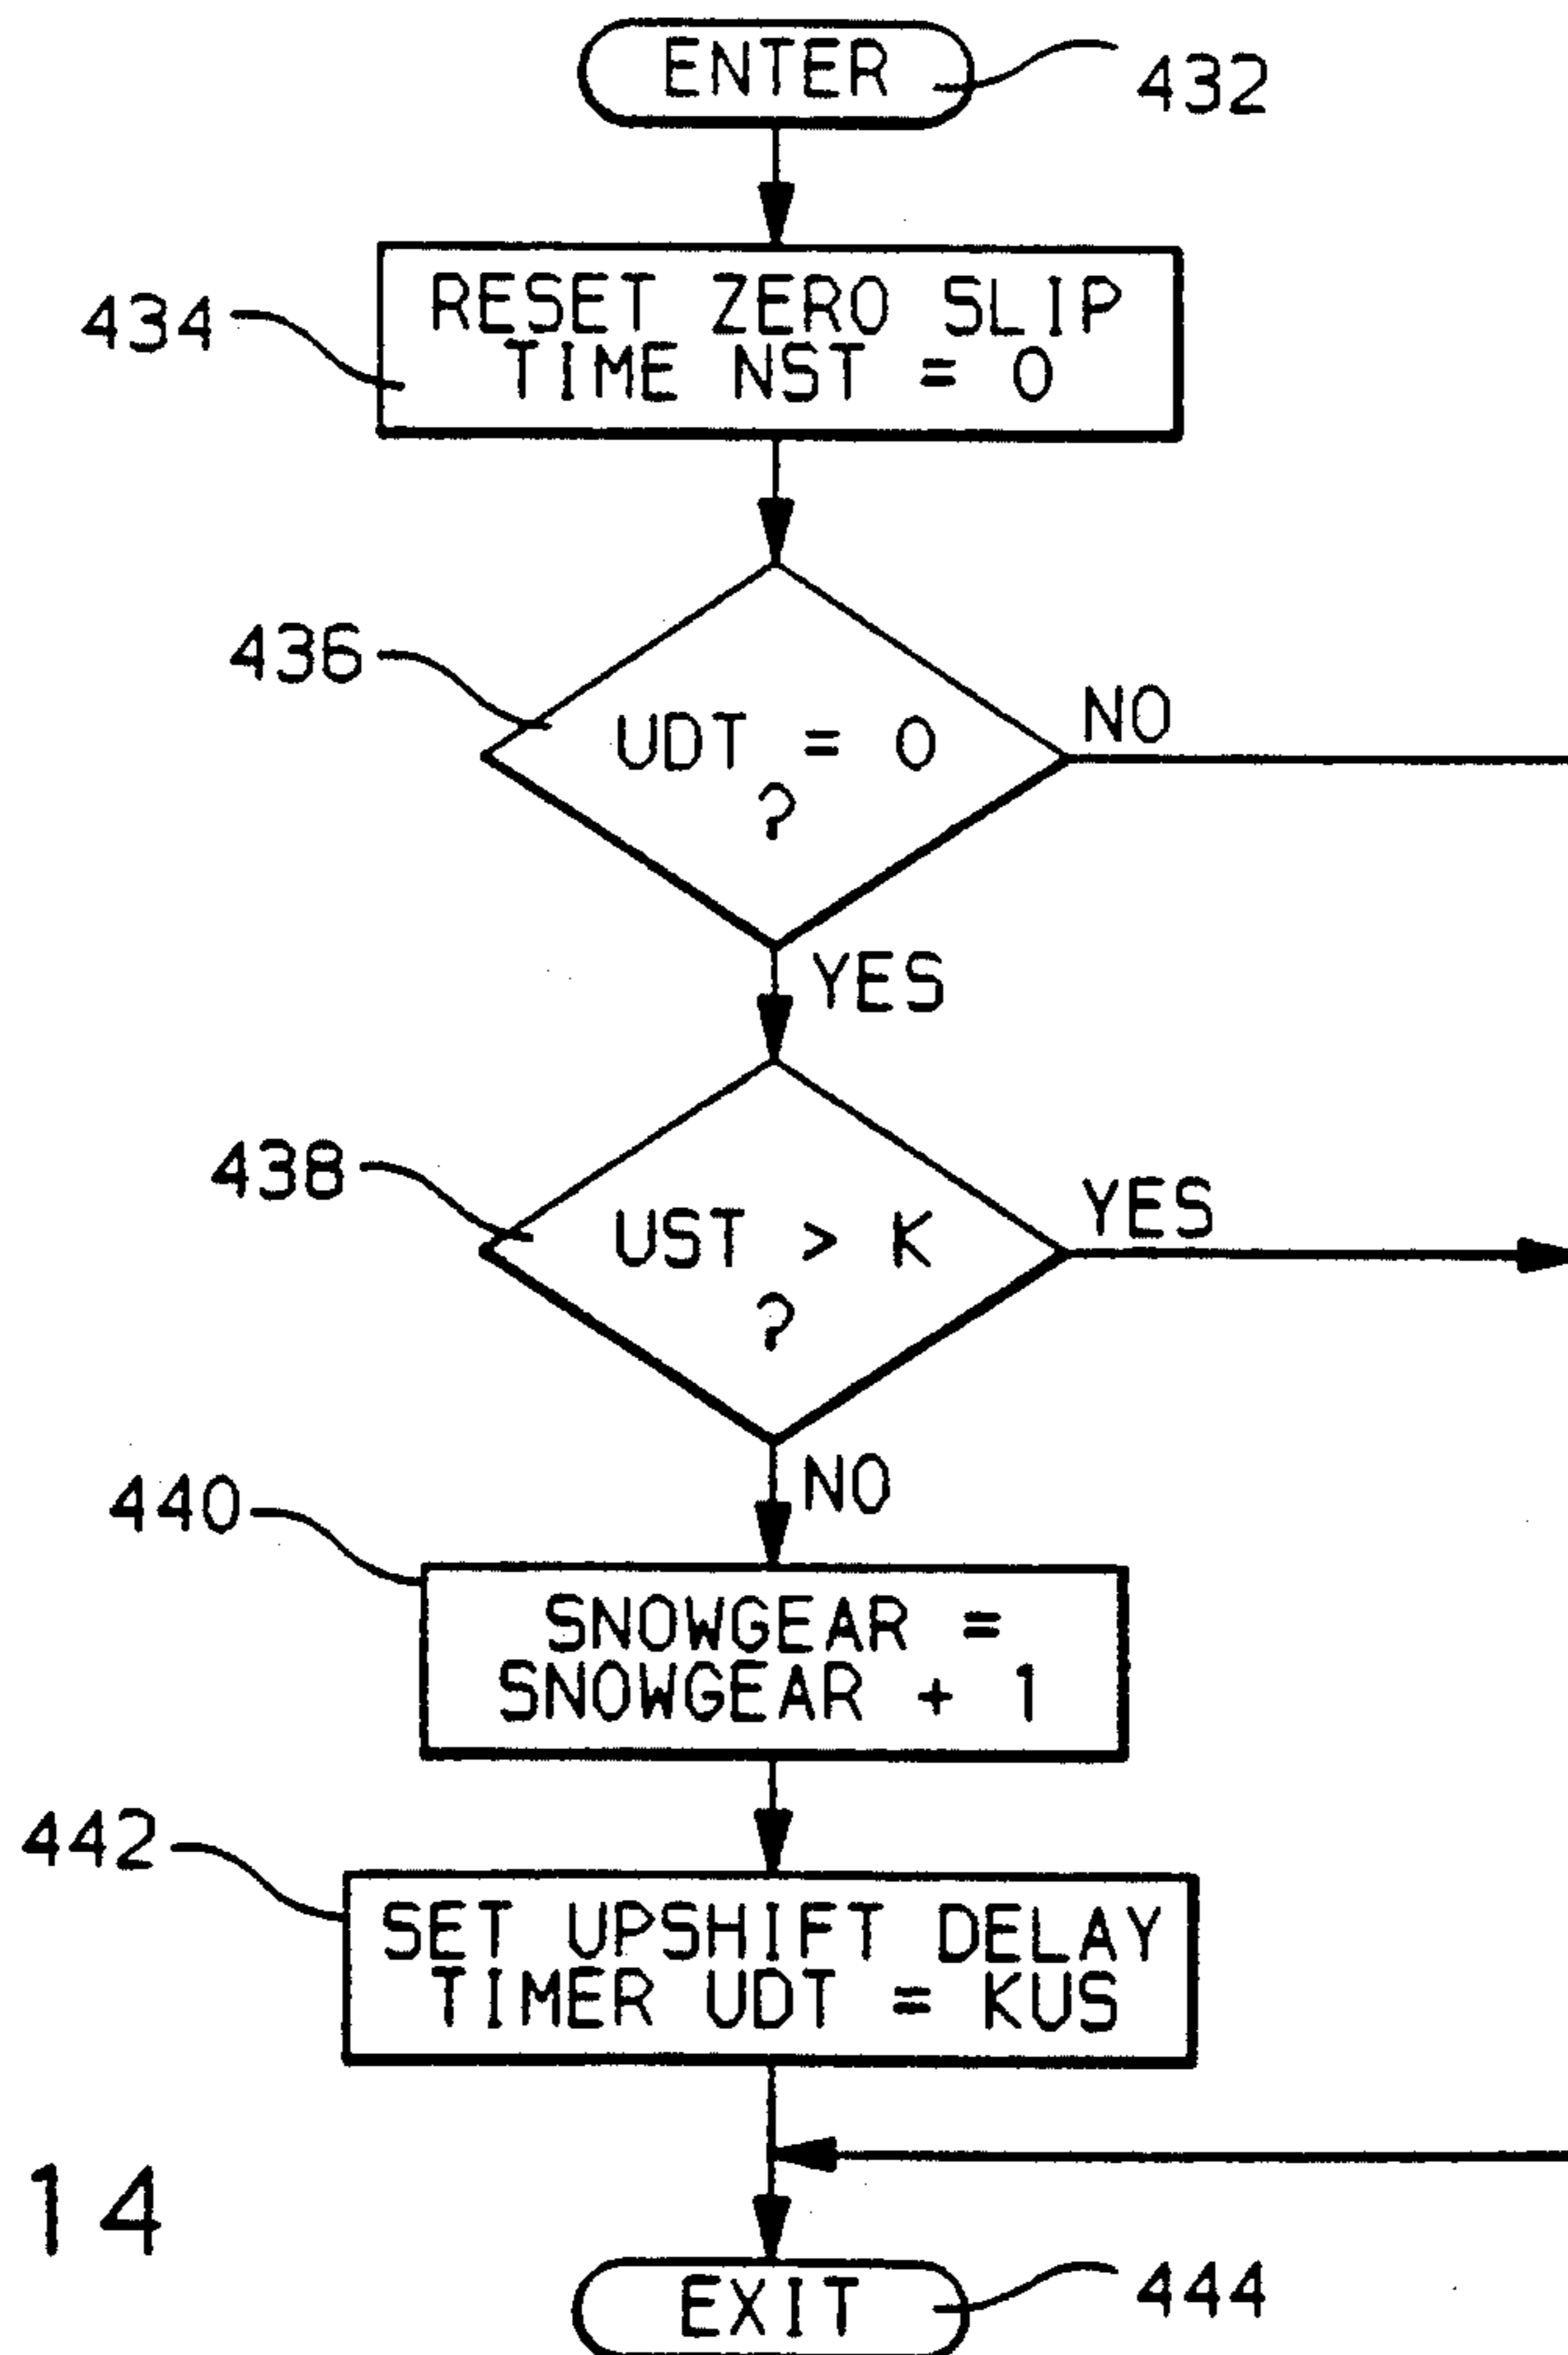 ENTER
432
434
RESET ZERO SLIP
TIME NST = 0
436
UDT = 0
?
NO
YES
438
UST > K
?
YES
NO
440
SNOWGEAR =
SNOWGEAR + 1
442
SET UPSHIFT DELAY
TIMER UDT = KUS
14
EXIT
444